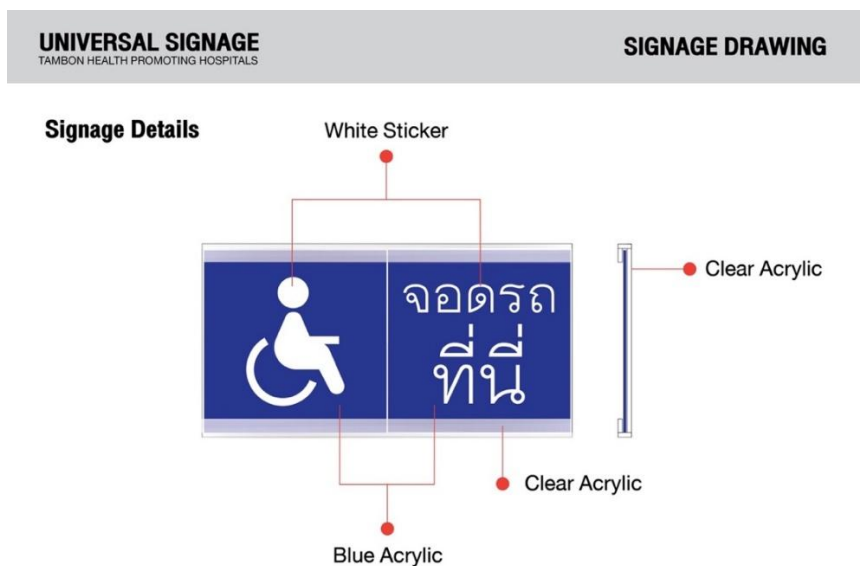 UNIVERSAL SIGNAGE
TAMBON HEALTH PROMOTING HOSPITALS
SIGNAGE DRAWING
Signage Details
White Sticker
จอดรถ
ที่นี่
Clear Acrylic
Clear Acrylic
Blue Acrylic